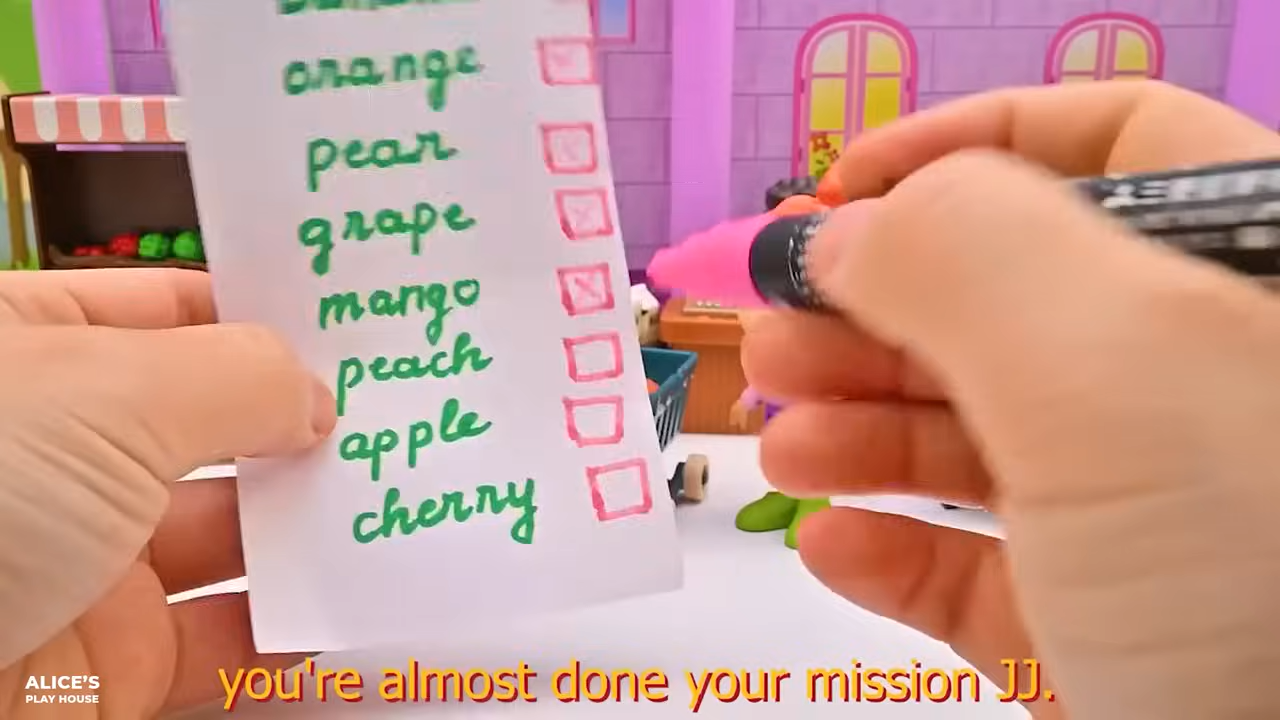 orange
pear
grape
mango
peach
apple
cherry
you're almost done your mission JJ.
ALICE'S
PLAY HOUSE